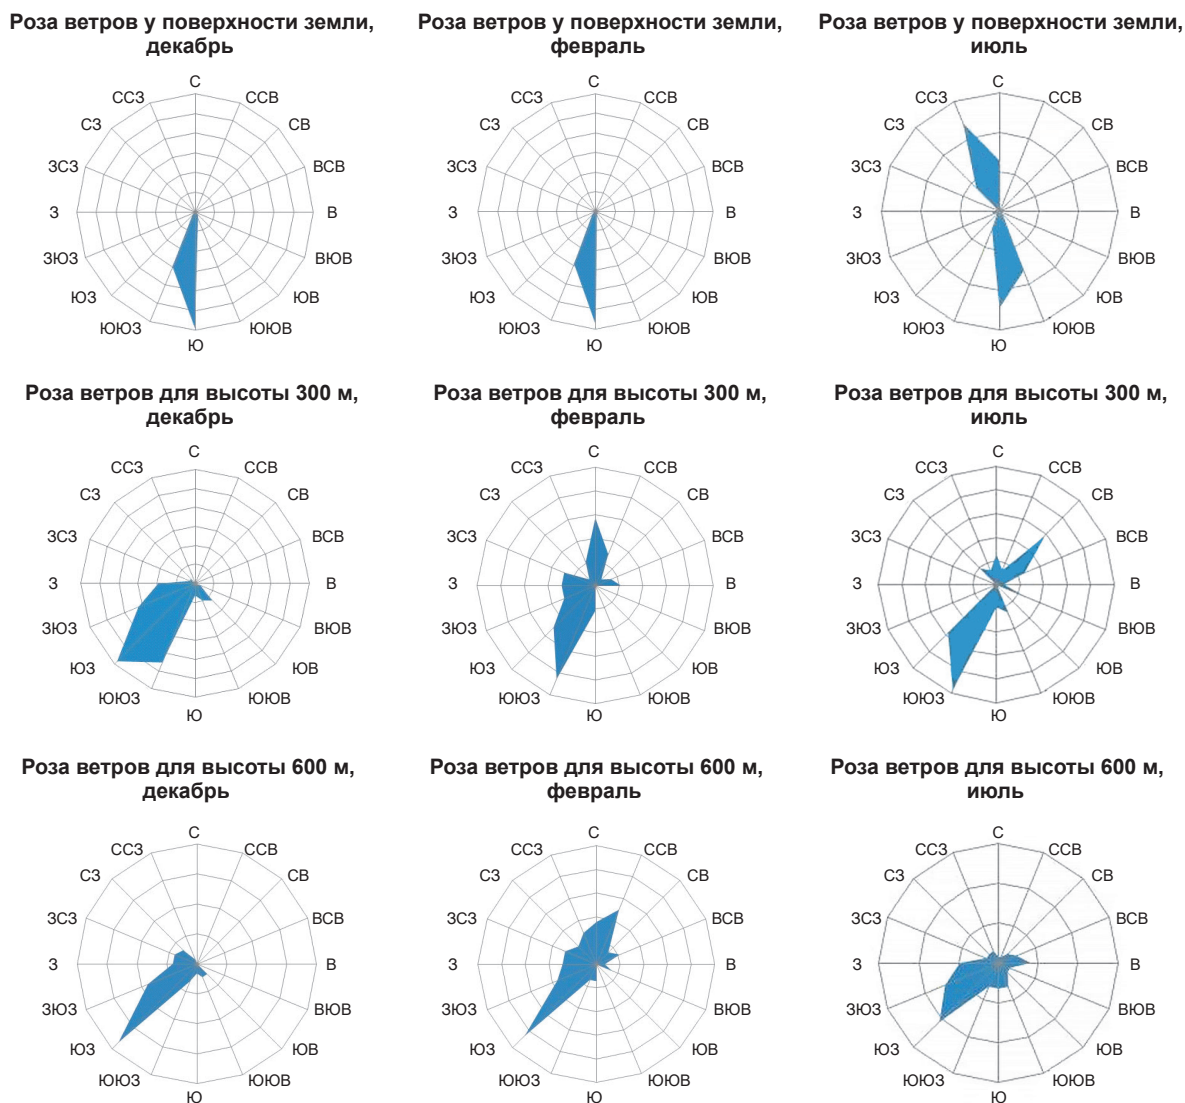 Роза ветров у поверхности земли,
декабрь
С
ССВ
СВ
ВСВ
В
ВЮВ
ЮВ
ЮЮВ
Ю
ЮЮЗ
ЮЗ
ЗЮЗ
З
ЗСЗ
СЗ
ССЗ
Роза ветров у поверхности земли,
февраль
С
ССВ
СВ
ВСВ
В
ВЮВ
ЮВ
ЮЮВ
Ю
ЮЮЗ
ЮЗ
ЗЮЗ
З
ЗСЗ
СЗ
ССЗ
Роза ветров у поверхности земли,
июль
С
ССВ
СВ
ВСВ
В
ВЮВ
ЮВ
ЮЮВ
Ю
ЮЮЗ
ЮЗ
ЗЮЗ
З
ЗСЗ
СЗ
ССЗ
Роза ветров для высоты 300 м,
декабрь
С
ССВ
СВ
ВСВ
В
ВЮВ
ЮВ
ЮЮВ
Ю
ЮЮЗ
ЮЗ
ЗЮЗ
З
ЗСЗ
СЗ
ССЗ
Роза ветров для высоты 300 м,
февраль
С
ССВ
СВ
ВСВ
В
ВЮВ
ЮВ
ЮЮВ
Ю
ЮЮЗ
ЮЗ
ЗЮЗ
З
ЗСЗ
СЗ
ССЗ
Роза ветров для высоты 300 м,
июль
С
ССВ
СВ
ВСВ
В
ВЮВ
ЮВ
ЮЮВ
Ю
ЮЮЗ
ЮЗ
ЗЮЗ
З
ЗСЗ
СЗ
ССЗ
Роза ветров для высоты 600 м,
декабрь
С
ССВ
СВ
ВСВ
В
ВЮВ
ЮВ
ЮЮВ
Ю
ЮЮЗ
ЮЗ
ЗЮЗ
З
ЗСЗ
СЗ
ССЗ
Роза ветров для высоты 600 м,
февраль
С
ССВ
СВ
ВСВ
В
ВЮВ
ЮВ
ЮЮВ
Ю
ЮЮЗ
ЮЗ
ЗЮЗ
З
ЗСЗ
СЗ
ССЗ
Роза ветров для высоты 600 м,
июль
С
ССВ
СВ
ВСВ
В
ВЮВ
ЮВ
ЮЮВ
Ю
ЮЮЗ
ЮЗ
ЗЮЗ
З
ЗСЗ
СЗ
ССЗ